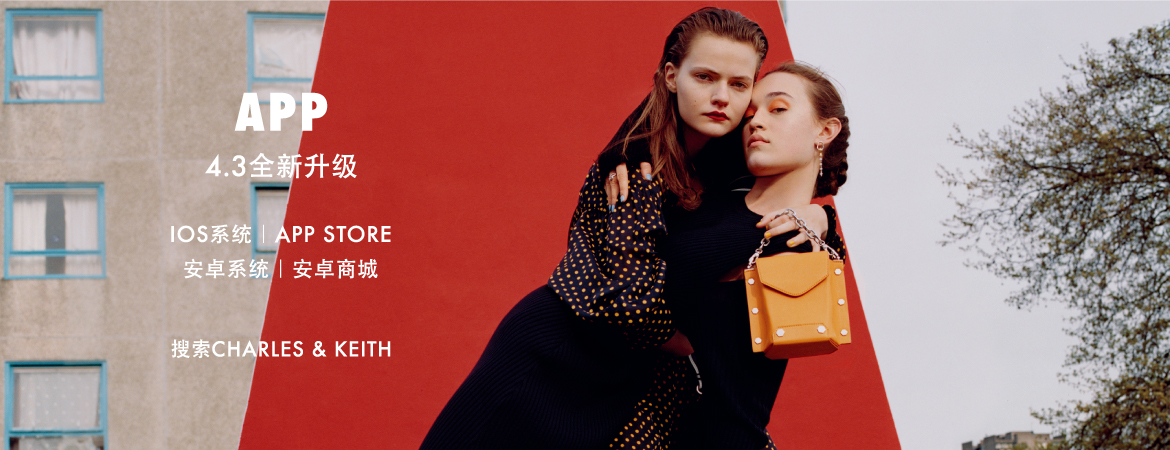 APP
4.3全新升级
IOS系统 | APP STORE
安卓系统 | 安卓商城
搜索CHARLES & KEITH